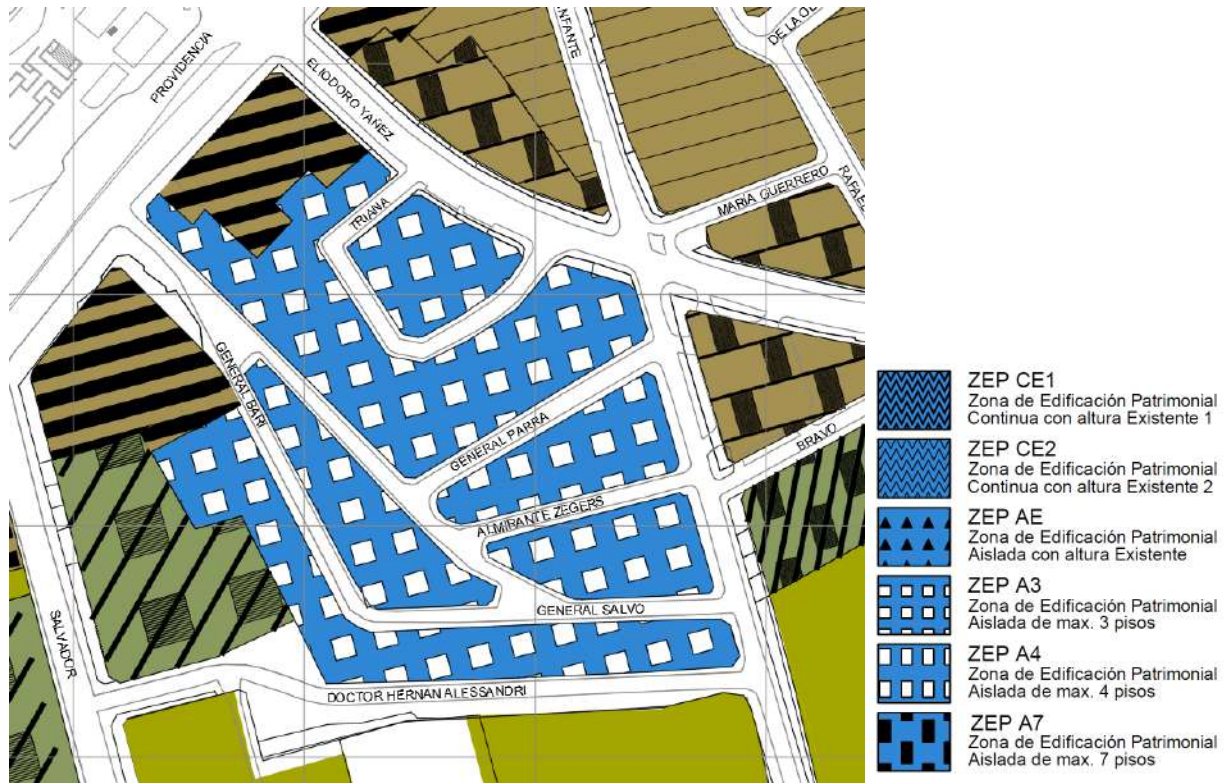 PROVIDENCIA
ELIODORO YAÑEZ
INFANTE
MARIA GUERRERO
RAFAEL
TRIANA
GENERAL BARI
GENERAL PARRA
BRAVO
ALMIRANTE ZEGERS
GENERAL SALVO
SALVADOR
DOCTOR HERNAN ALESSANDRI
ZEP CE1
Zona de Edificación Patrimonial
Continua con altura Existente 1
ZEP CE2
Zona de Edificación Patrimonial
Continua con altura Existente 2
ZEP AE
Zona de Edificación Patrimonial
Aislada con altura Existente
ZEP A3
Zona de Edificación Patrimonial
Aislada de max. 3 pisos
ZEP A4
Zona de Edificación Patrimonial
Aislada de max. 4 pisos
ZEP A7
Zona de Edificación Patrimonial
Aislada de max. 7 pisos